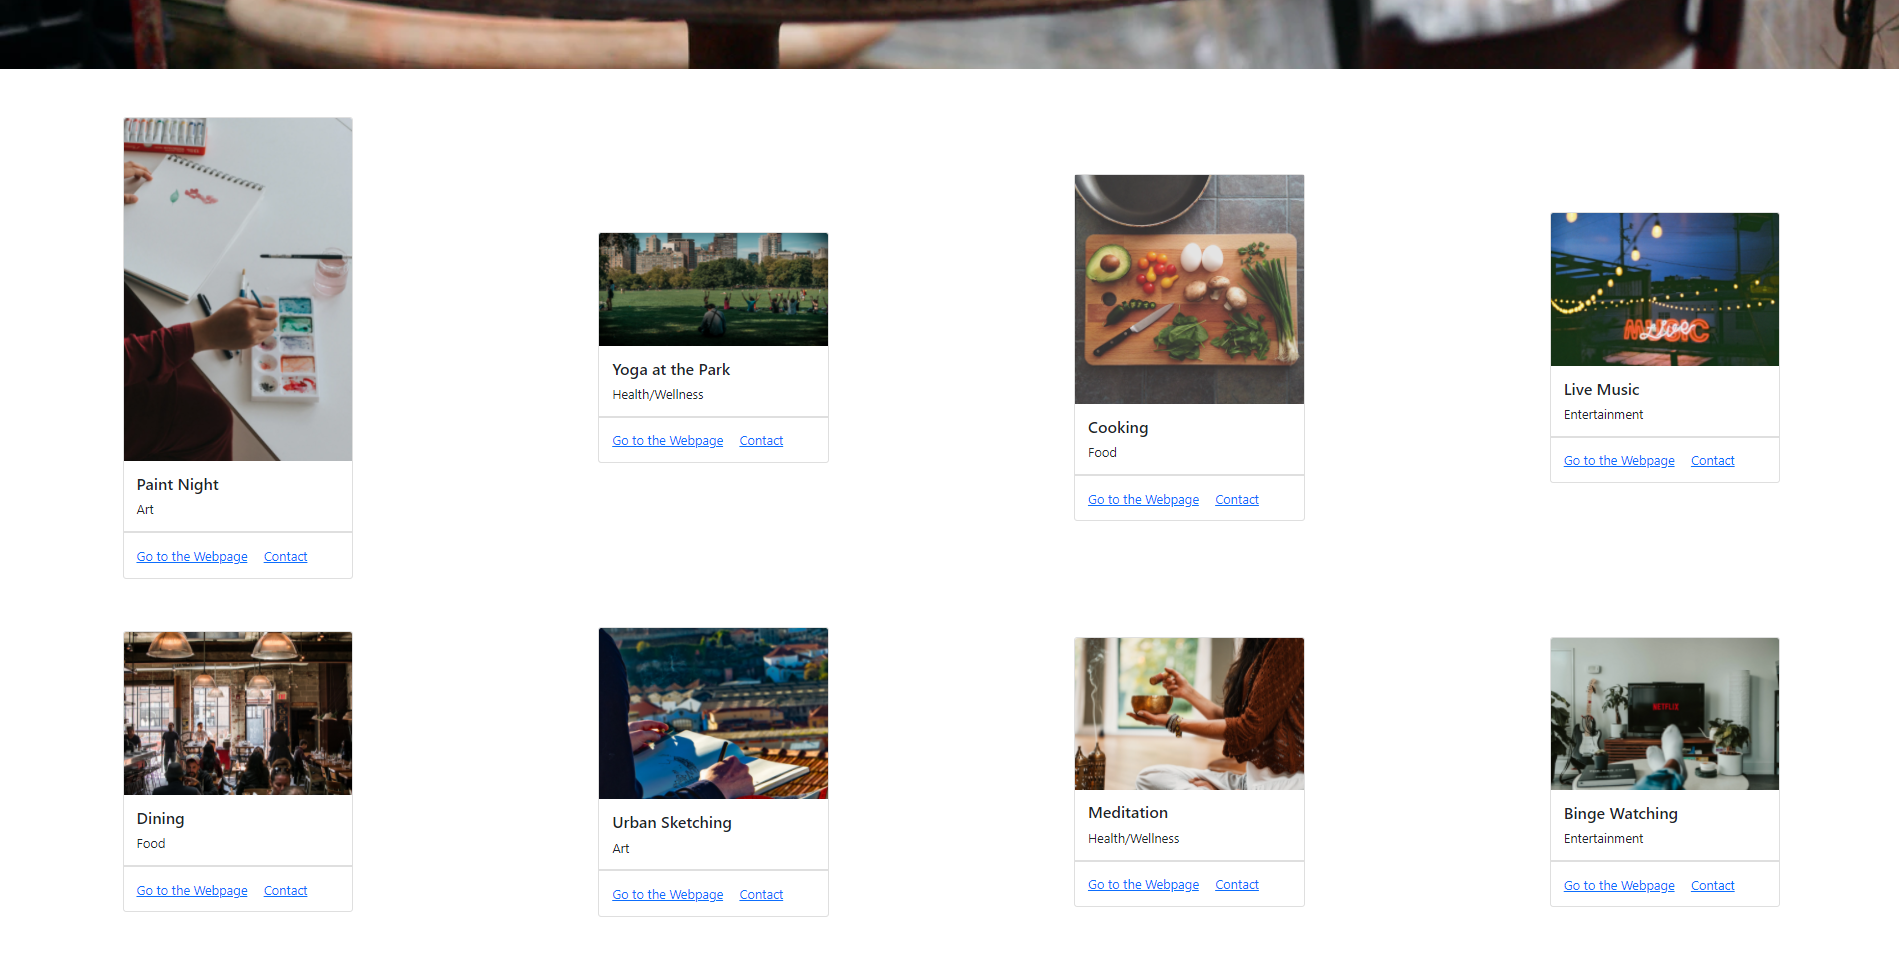 Paint Night
Art
Go to the Webpage Contact
Yoga at the Park
Health/Wellness
Go to the Webpage Contact
Cooking
Food
Go to the Webpage Contact
MUSIC
Live
Live Music
Entertainment
Go to the Webpage Contact
Dining
Food
Go to the Webpage Contact
Urban Sketching
Art
Go to the Webpage Contact
Meditation
Health/Wellness
Go to the Webpage Contact
NETFLIX
Binge Watching
Entertainment
Go to the Webpage Contact